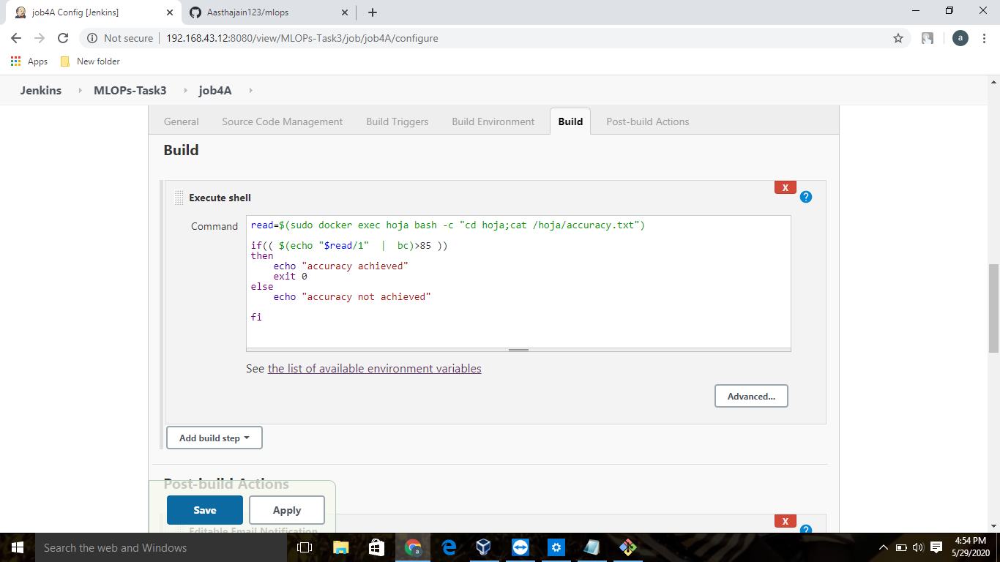 job4A Config [Jenkins]
Aasthajain123/mlops
Not secure
192.168.43.12:8080/view/MLOPs-Task3/job/job4A/configure
a
Apps
New folder
Jenkins
MLOPs-Task3
job4A
General
Source Code Management
Build Triggers
Build Environment
Build
Post-build Actions
Build
X
?
Execute shell
Command
read=$(sudo docker exec hoja bash -c "cd hoja;cat /hoja/accuracy.txt")
if(( $(echo "$read/1"  |  bc)>85 ))
then
    echo "accuracy achieved"
    exit 0
else
    echo "accuracy not achieved"
fi
See the list of available environment variables
Advanced...
Add build step
Post-build Actions
Save
Apply
X
?
Editable Email Notification
Search the web and Windows
4:54 PM
5/29/2020